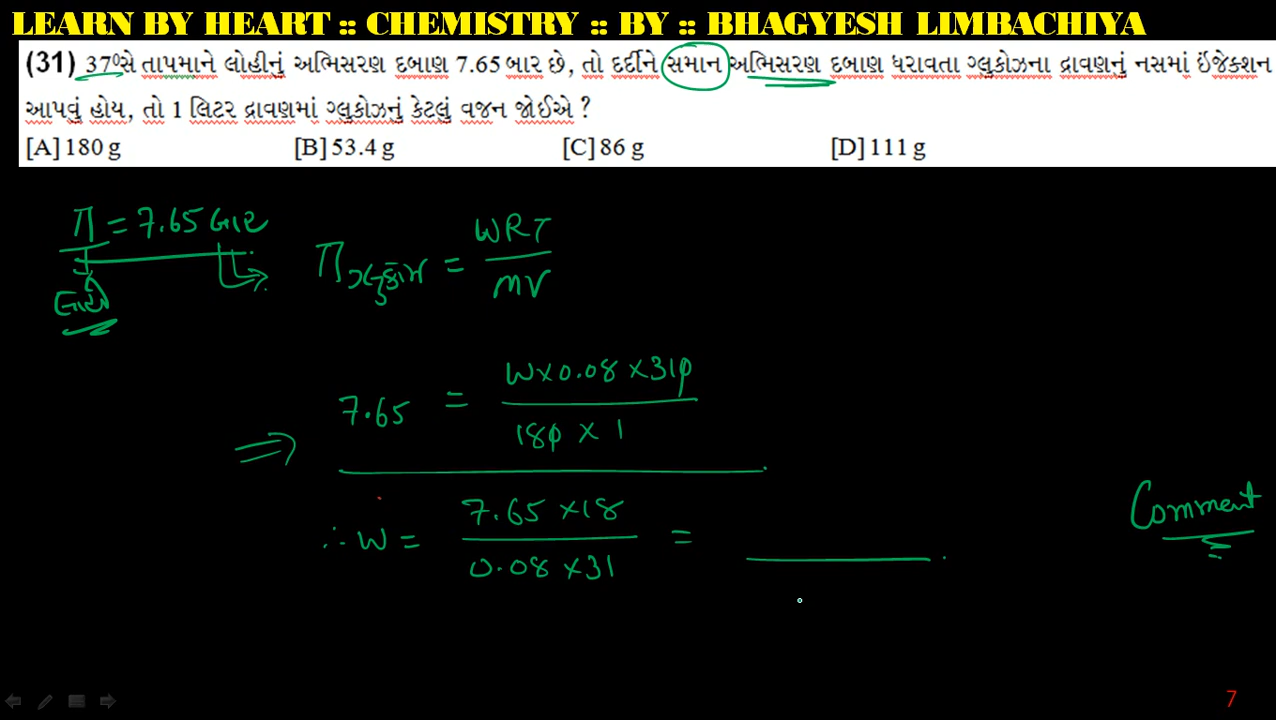 LEARN BY HEART :: CHEMISTRY :: BY :: BHAGYESH LIMBACHIYA
(31) 37⁰સે તાપમાને લોહીનું અભિસરણ દબાણ 7.65 બાર છે, તો દર્દીને સમાન અભિસરણ દબાણ ધરાવતા ગ્લુકોઝના દ્રાવણનું નસમાં ઈંજેક્શન
આપવું હોય, તો 1 લિટર દ્રાવણમાં ગ્લુકોઝનું કેટલું વજન જોઈએ ?
[A] 180 g [B] 53.4 g [C] 86 g [D] 111 g
π = 7.65 બાર
લોહી
π ગ્લુકોઝ = WRT / mV
7.65 = W × 0.08 × 310 / 180 × 1
∴ W = 7.65 × 18 / 0.08 × 31 =
Comment
7